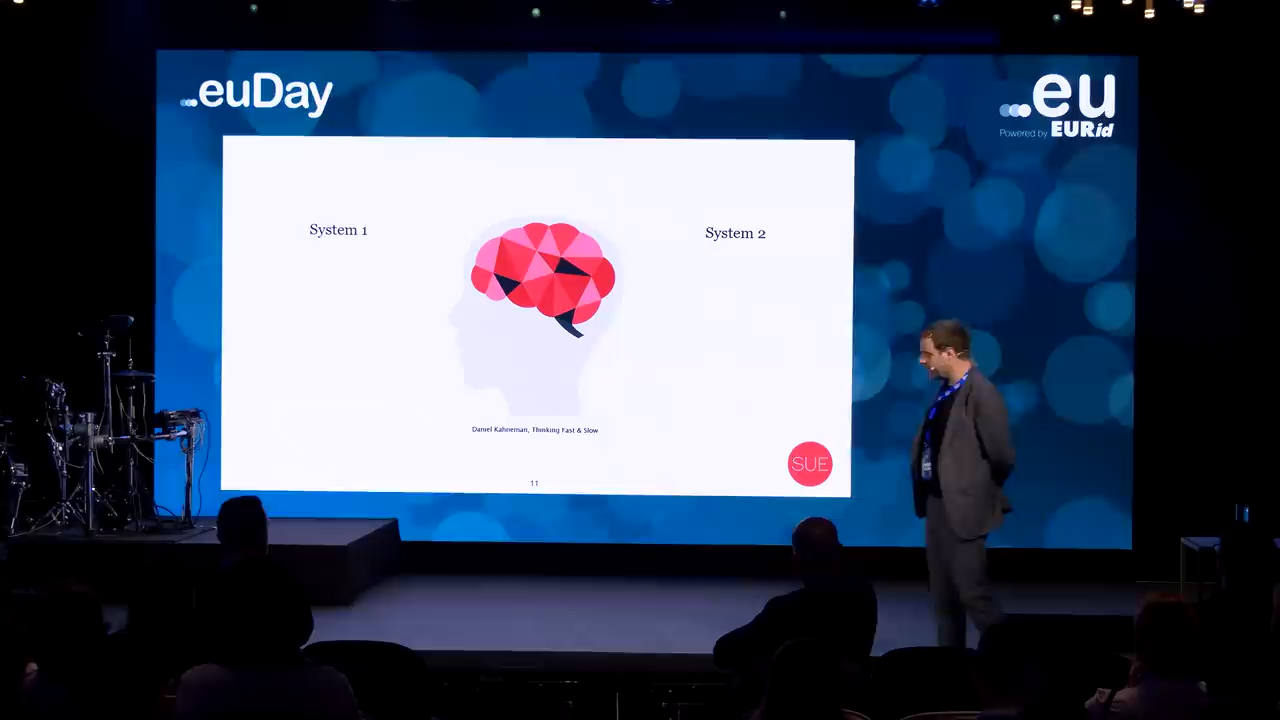 .euDay
.eu
Powered by EURid
System 1
System 2
Daniel Kahneman, Thinking Fast & Slow
SUE
11